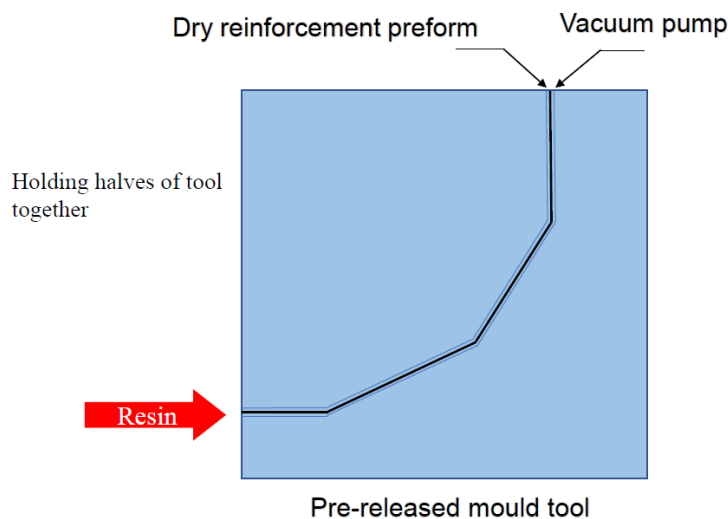 Dry reinforcement preform
Vacuum pump
Holding halves of tool
together
Resin
Pre-released mould tool